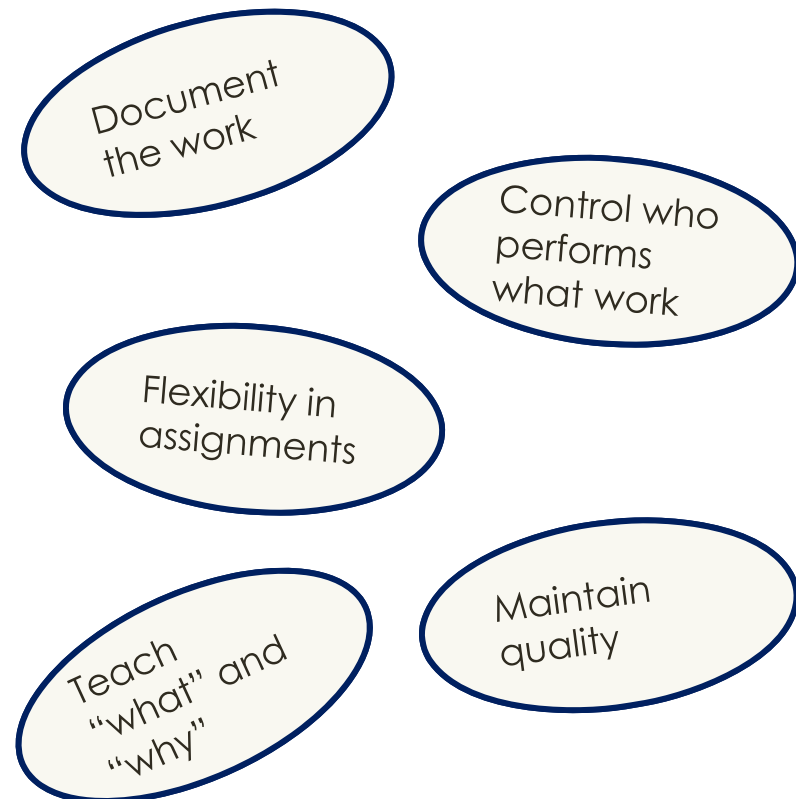 Document
the work
Control who
performs
what work
Flexibility in
assignments
Maintain
quality
Teach
“what” and
“why”